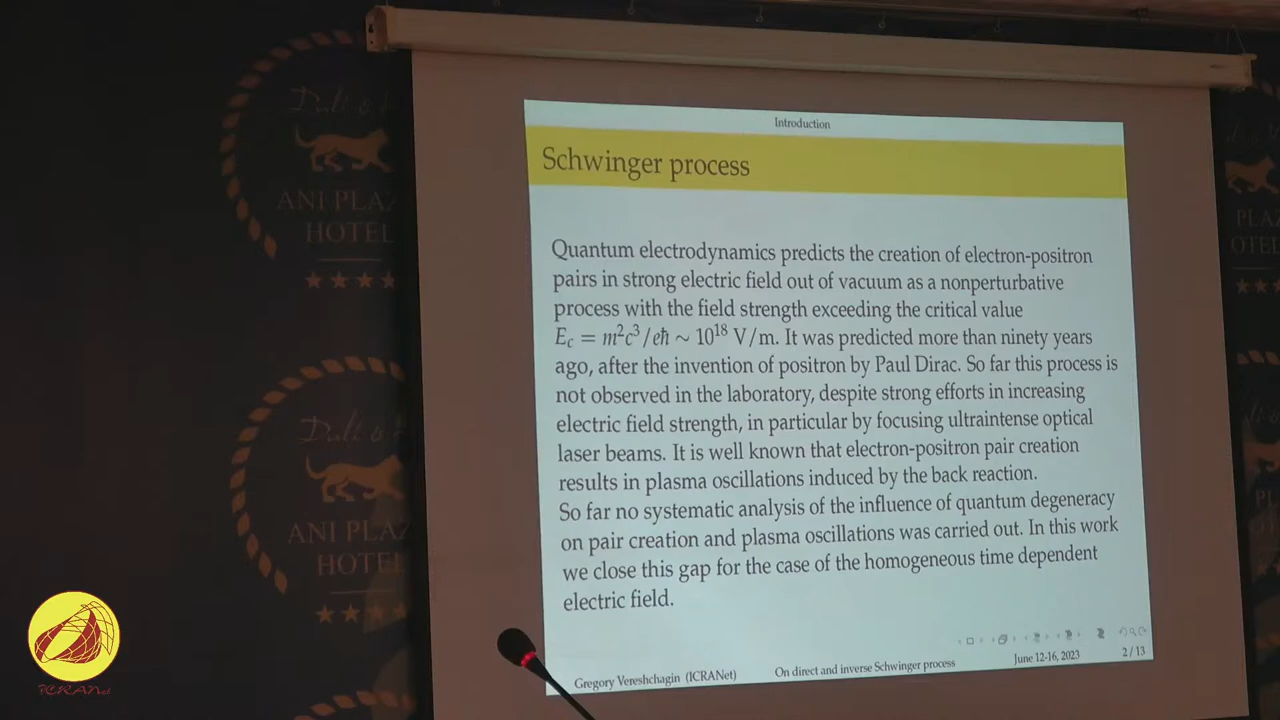 Introduction
Schwinger process
Quantum electrodynamics predicts the creation of electron-positron
pairs in strong electric field out of vacuum as a nonperturbative
process with the field strength exceeding the critical value
E_c = m²c³/eħ ∼ 10¹⁸ V/m. It was predicted more than ninety years
ago, after the invention of positron by Paul Dirac. So far this process is
not observed in the laboratory, despite strong efforts in increasing
electric field strength, in particular by focusing ultraintense optical
laser beams. It is well known that electron-positron pair creation
results in plasma oscillations induced by the back reaction.
So far no systematic analysis of the influence of quantum degeneracy
on pair creation and plasma oscillations was carried out. In this work
we close this gap for the case of the homogeneous time dependent
electric field.
Gregory Vereshchagin (ICRANet) On direct and inverse Schwinger process June 12-16, 2023 2 / 13
ANI PLAZ
HOTEL
ANI PLAZ
HOTEL
PLA
OTEL
ICRANet